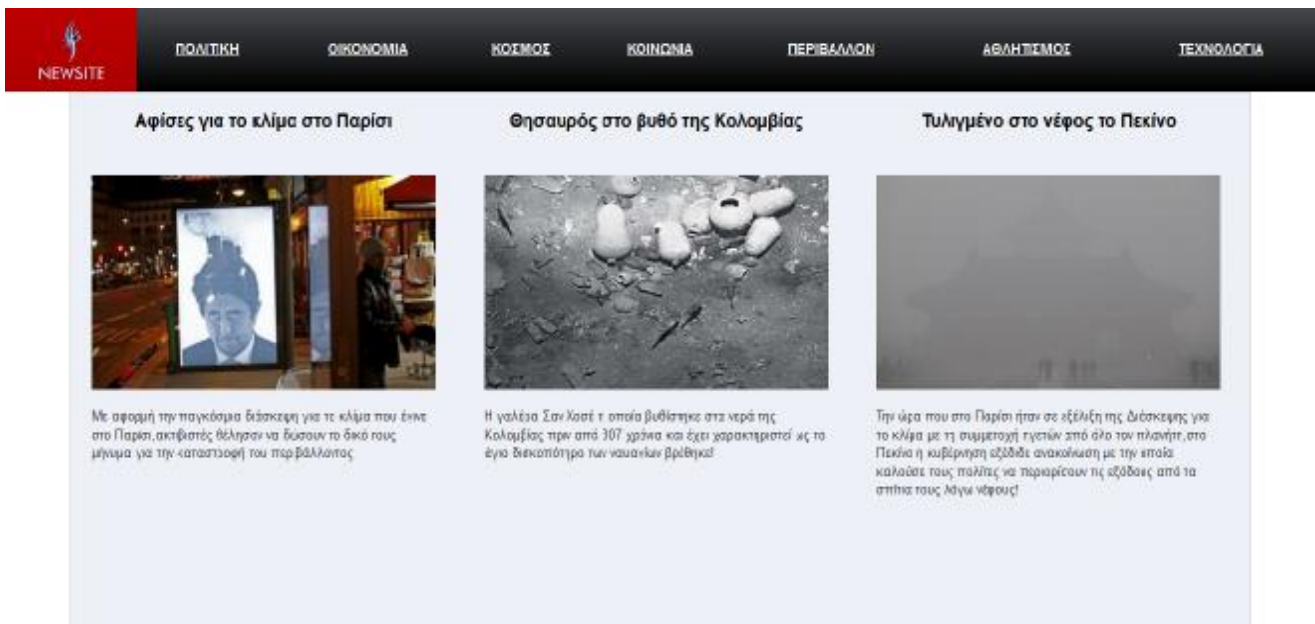 NEWSITE
ΠΟΛΙΤΙΚΗ ΟΙΚΟΝΟΜΙΑ ΚΟΣΜΟΣ ΚΟΙΝΩΝΙΑ ΠΕΡΙΒΑΛΛΟΝ ΑΘΛΗΤΙΣΜΟΣ ΤΕΧΝΟΛΟΓΙΑ
Αφίσες για το κλίμα στο Παρίσι
Με αφορμή την παγκόσμια διάσκεψη για το κλίμα που έγινε
στο Παρίσι, ακτιβιστές θέλησαν να δώσουν το δικό τους
μήνυμα για την καταστροφή του περιβάλλοντος
Θησαυρός στο βυθό της Κολομβίας
Η γαλέρα Σαν Χοσέ η οποία βυθίστηκε στα νερά της
Κολομβίας πριν από 307 χρόνια και έχει χαρακτηριστεί ως το
άγιο δισκοπότηρο των ναυαγίων βρέθηκε!
Τυλιγμένο στο νέφος το Πεκίνο
Την ώρα που στο Παρίσι ήταν σε εξέλιξη της Διάσκεψης για
το κλίμα με τη συμμετοχή ηγετών από όλο τον πλανήτη, στο
Πεκίνο η κυβέρνηση εξέδιδε ανακοίνωση με την οποία
καλούσε τους πολίτες να περιορίσουν τις εξόδους από τα
σπίτια τους λόγω νέφους!